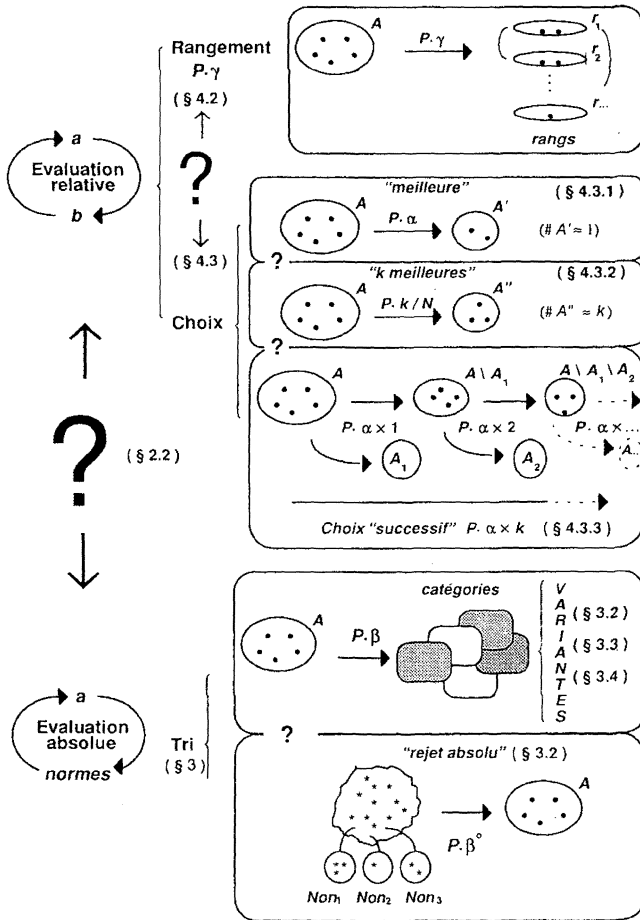 Rangement
P. γ
(§ 4.2)
?
(§ 4.3)
Choix
a
Evaluation
relative
b
A
P. γ
r1
r2
r...
rangs
"meilleure"
(§ 4.3.1)
A
P. α
A'
(# A' ≈ 1)
?
"k meilleures"
(§ 4.3.2)
A
P. k / N
A"
(# A" ≈ k)
?
A
A \ A1
A \ A1 \ A2
P. α × 1
P. α × 2
P. α × ...
A1
A2
A...
Choix "successif" P. α × k (§ 4.3.3)
?
(§ 2.2)
a
Evaluation
absolue
normes
Tri
(§ 3)
A
P. β
catégories
VARIANTES
(§ 3.2)
(§ 3.3)
(§ 3.4)
?
"rejet absolu" (§ 3.2)
P. β°
A
Non1 Non2 Non3